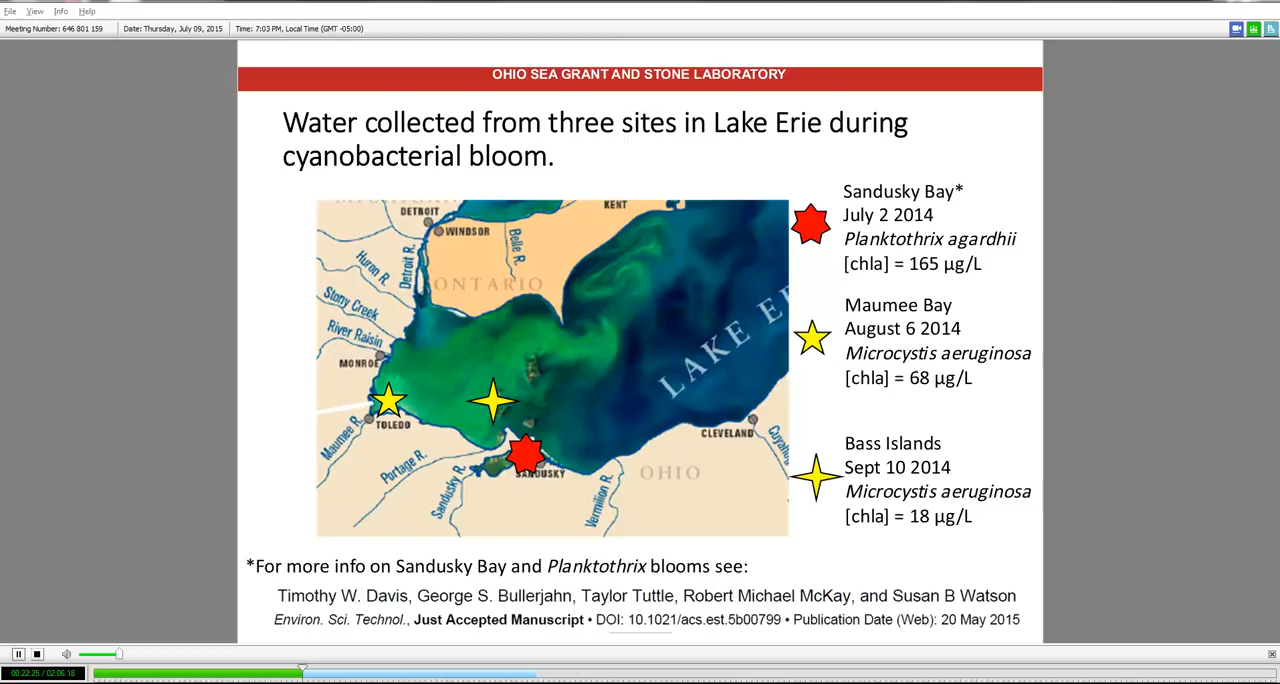 File View Info Help
Meeting Number: 646 801 159 Date: Thursday, July 09, 2015 Time: 7:03 PM, Local Time (GMT -05:00)
OHIO SEA GRANT AND STONE LABORATORY
Water collected from three sites in Lake Erie during
cyanobacterial bloom.
Sandusky Bay*
July 2 2014
Planktothrix agardhii
[chla] = 165 µg/L
Maumee Bay
August 6 2014
Microcystis aeruginosa
[chla] = 68 µg/L
Bass Islands
Sept 10 2014
Microcystis aeruginosa
[chla] = 18 µg/L
DETROIT
KENT
WINDSOR
Belle R.
Detroit R.
Huron R.
ONTARIO
Stony Creek
River Raisin
MONROE
LAKE
TOLEDO
Maumee R.
Portage R.
Sandusky R.
SANDUSKY
Vermilion R.
OHIO
CLEVELAND
*For more info on Sandusky Bay and Planktothrix blooms see:
Timothy W. Davis, George S. Bullerjahn, Taylor Tuttle, Robert Michael McKay, and Susan B Watson
Environ. Sci. Technol., Just Accepted Manuscript • DOI: 10.1021/acs.est.5b00799 • Publication Date (Web): 20 May 2015
00:22:25 / 02:06:18